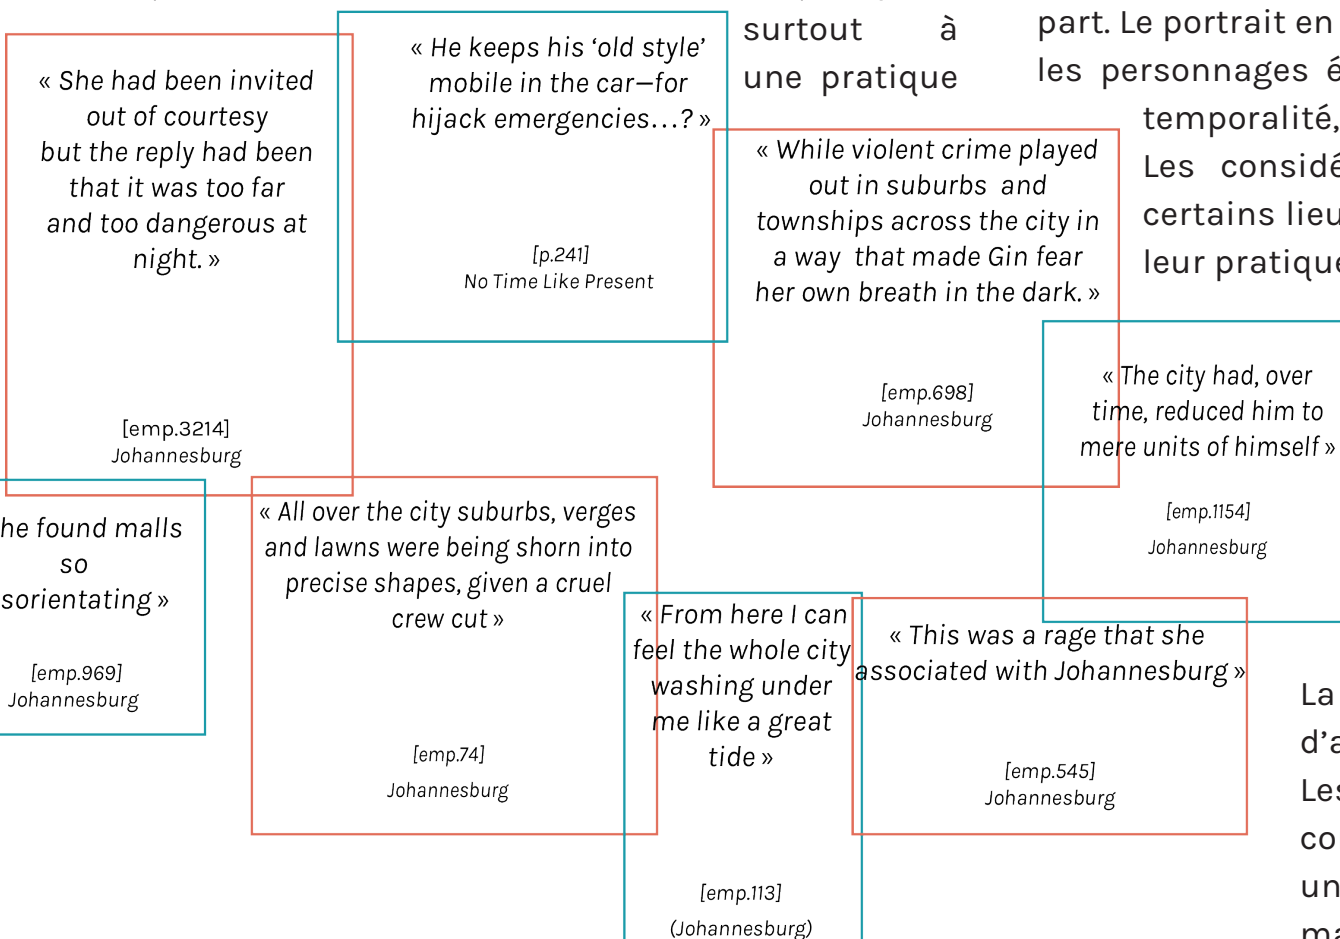 surtout à
une pratique
part. Le portrait en
les personnages
temporalité,
Les
certains
leur
« She had been invited
out of courtesy
but the reply had been
that it was too far
and too dangerous at
night. »
[emp.3214]
Johannesburg
« He keeps his ‘old style’
mobile in the car—for
hijack emergencies...? »
[p.241]
No Time Like Present
« While violent crime played
out in suburbs and
townships across the city in
a way that made Gin fear
her own breath in the dark. »
[emp.698]
Johannesburg
« The city had, over
time, reduced him to
mere units of himself »
[emp.1154]
Johannesburg
he found malls
so
sorientating »
[emp.969]
Johannesburg
« All over the city suburbs, verges
and lawns were being shorn into
precise shapes, given a cruel
crew cut »
[emp.74]
Johannesburg
« From here I can
feel the whole city
washing under
me like a great
tide »
[emp.113]
(Johannesburg)
« This was a rage that she
associated with Johannesburg »
[emp.545]
Johannesburg
La